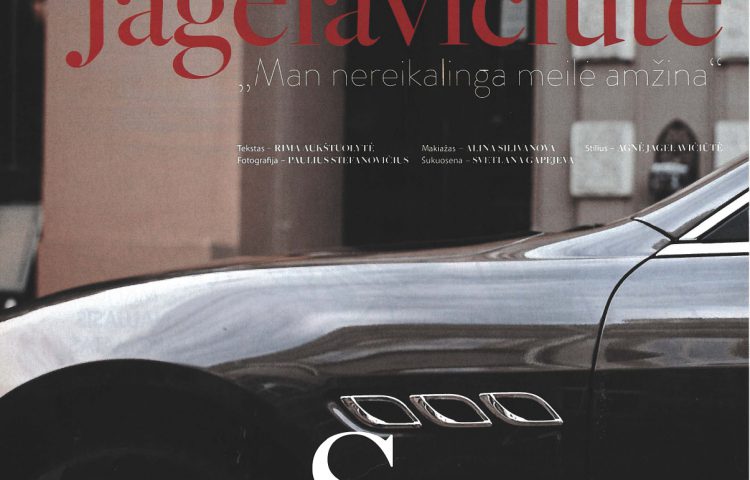 Jagelavičiūtė
„Man nereikalinga meilė amžina“
Tekstas – RIMA AUKŠTUOLYTĖ
Fotografija – PAULIUS STEFANOVIČIUS
Makiažas – ALINA SILIVANOVA
Šukuosena – SVETLANA GAPEJEVA
Stilius – AGNĖ JAGELAVIČIŪTĖ
S